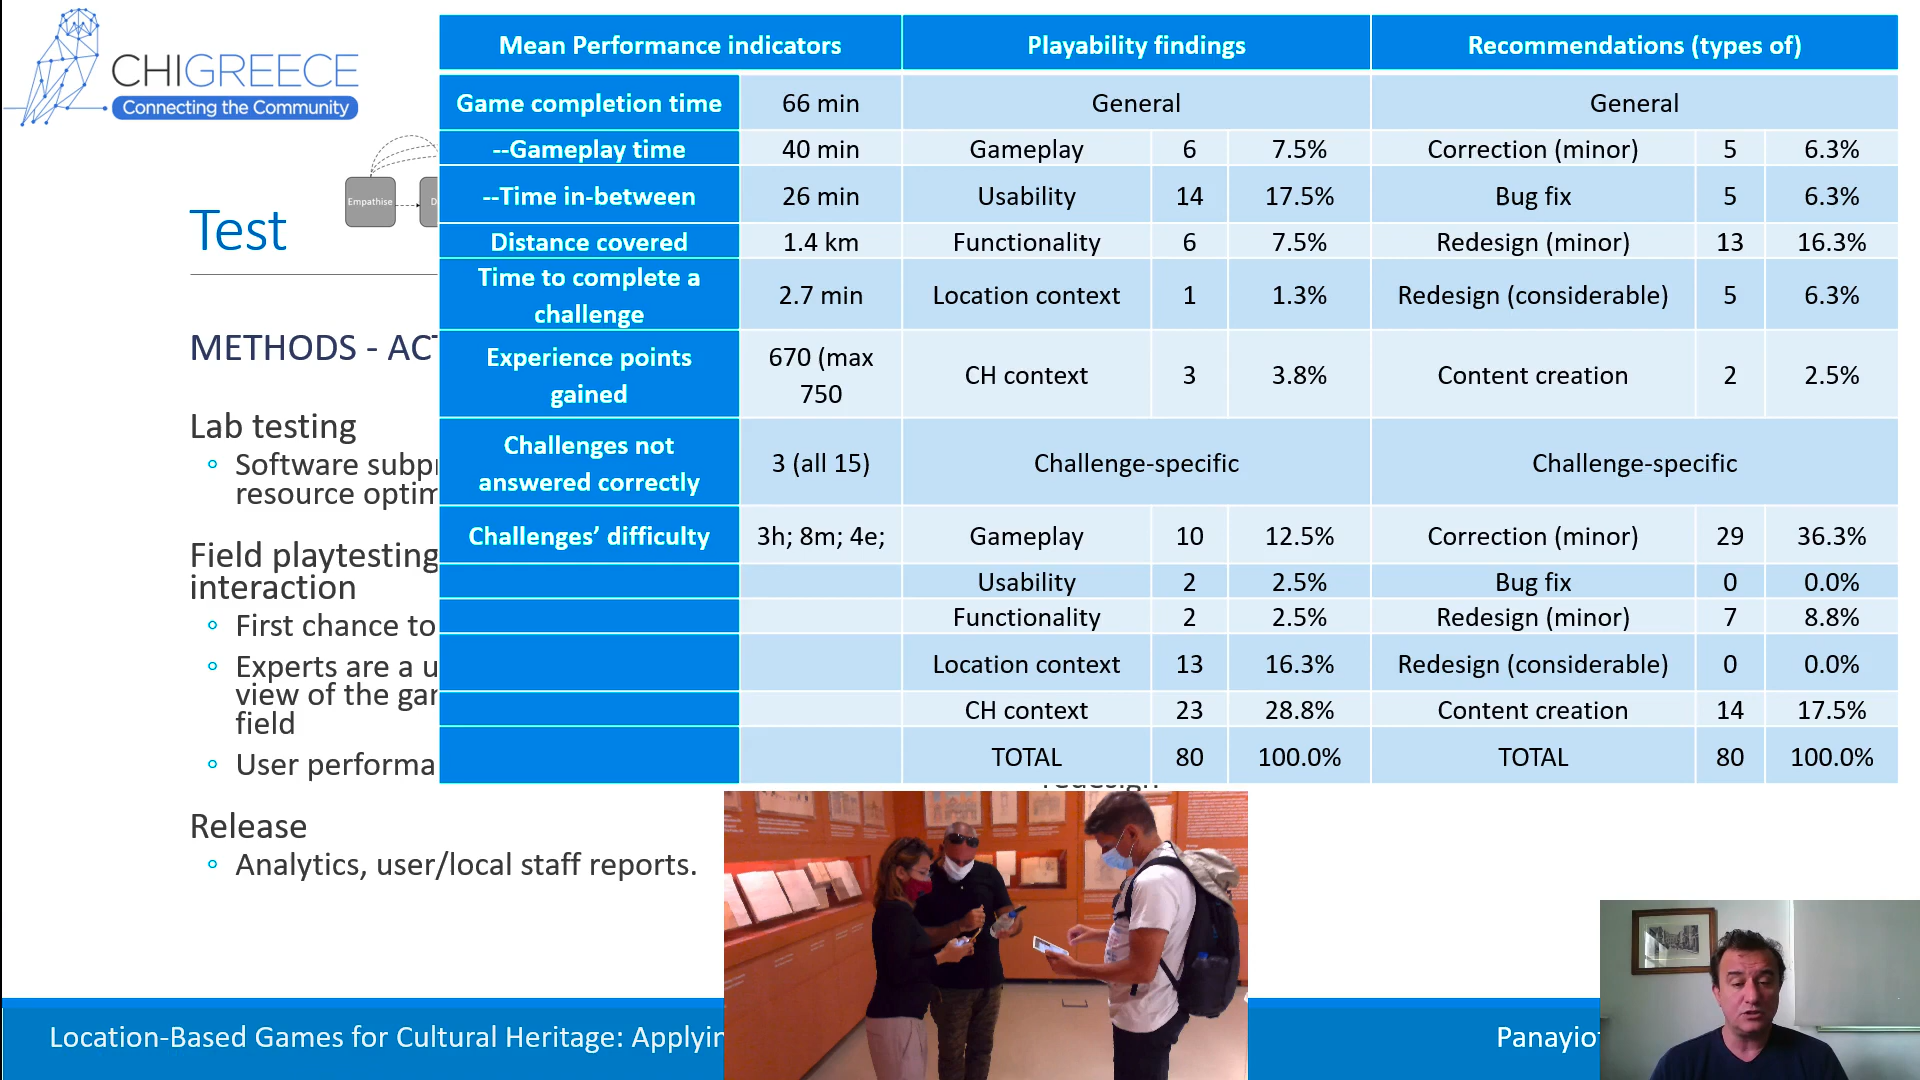 CHIGREECE
Connecting the Community
Empathise
D
Test
METHODS - ACT
Lab testing
Software subpr
resource optim
Field playtesting
interaction
First chance to
Experts are a u
view of the gam
field
User performa
Release
Analytics, user/local staff reports.
Mean Performance indicators Playability findings Recommendations (types of)
Game completion time 66 min General General
--Gameplay time 40 min Gameplay 6 7.5% Correction (minor) 5 6.3%
--Time in-between 26 min Usability 14 17.5% Bug fix 5 6.3%
Distance covered 1.4 km Functionality 6 7.5% Redesign (minor) 13 16.3%
Time to complete a
challenge 2.7 min Location context 1 1.3% Redesign (considerable) 5 6.3%
Experience points
gained 670 (max
750 CH context 3 3.8% Content creation 2 2.5%
Challenges not
answered correctly 3 (all 15) Challenge-specific Challenge-specific
Challenges’ difficulty 3h; 8m; 4e; Gameplay 10 12.5% Correction (minor) 29 36.3%
Usability 2 2.5% Bug fix 0 0.0%
Functionality 2 2.5% Redesign (minor) 7 8.8%
Location context 13 16.3% Redesign (considerable) 0 0.0%
CH context 23 28.8% Content creation 14 17.5%
TOTAL 80 100.0% TOTAL 80 100.0%
redesign
Location-Based Games for Cultural Heritage: Applyin
Panayio